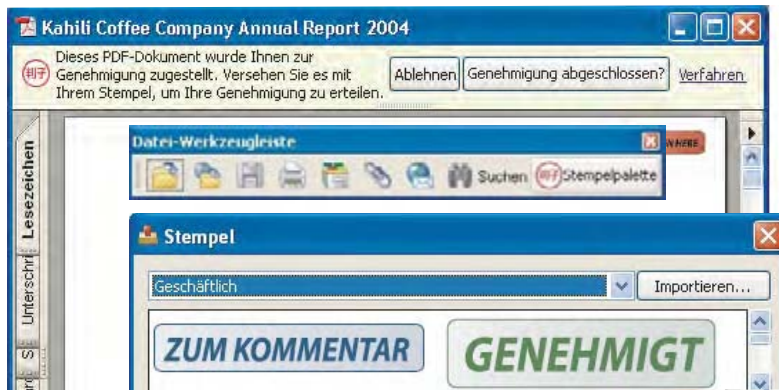 Kahili Coffee Company Annual Report 2004
Dieses PDF-Dokument wurde Ihnen zur
Genehmigung zugestellt. Versehen Sie es mit
Ihrem Stempel, um Ihre Genehmigung zu erteilen.
Ablehnen
Genehmigung abgeschlossen?
Verfahren
Lesezeichen
Unterschri
Datei-Werkzeugleiste
HERE
Suchen
Stempelpalette
Stempel
Geschäftlich
Importieren...
ZUM KOMMENTAR
GENEHMIGT